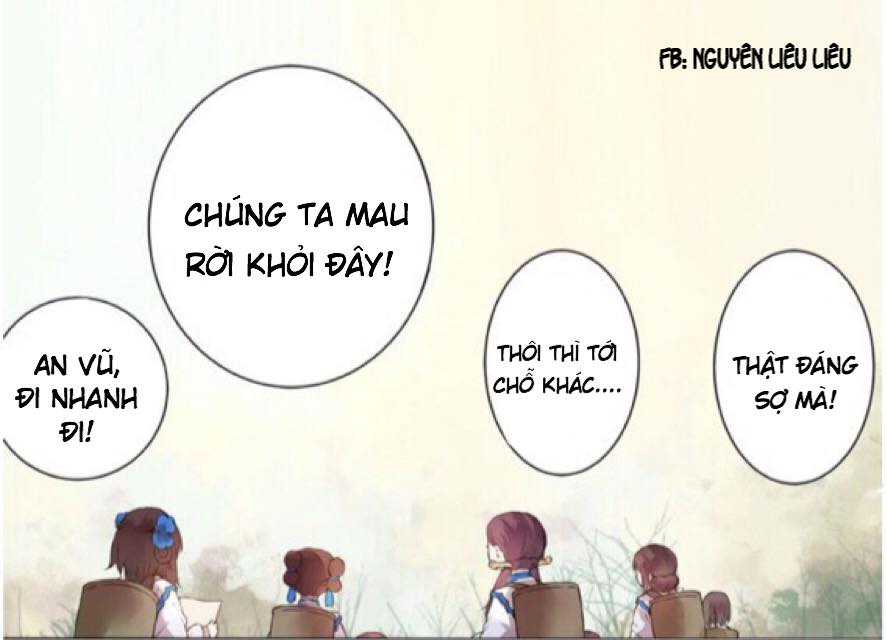 FB: NGUYÊN LIÊU LIÊU
CHÚNG TA MAU
RỜI KHỎI ĐÂY!
AN VŨ,
ĐI NHANH
ĐI!
THÔI THÌ TỚI
CHỖ KHÁC....
THẬT ĐÁNG
SỢ MÀ!